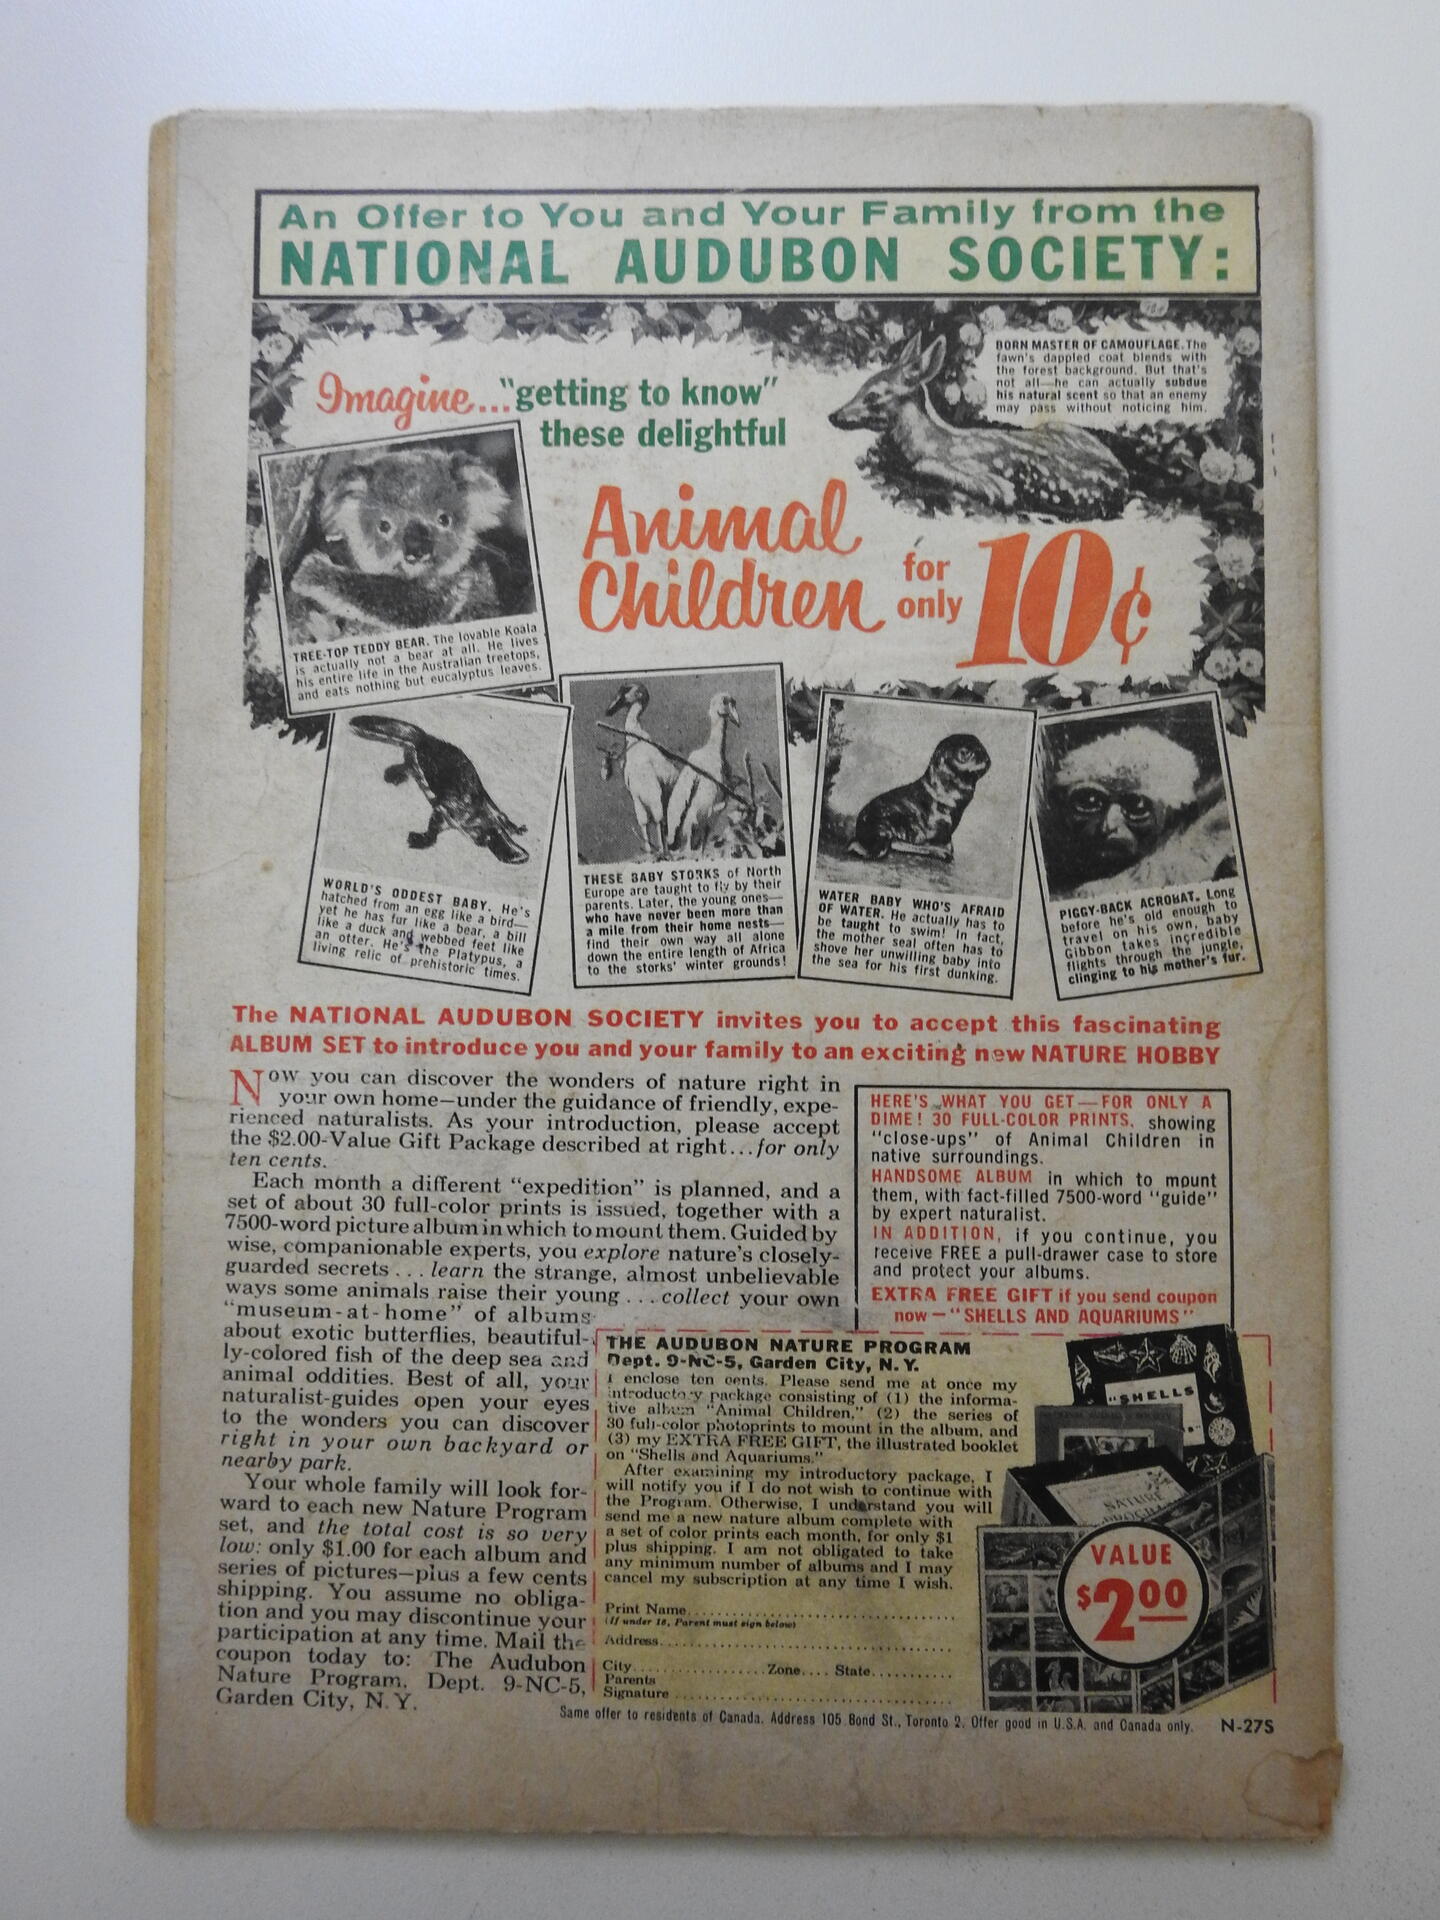 An Offer to You and Your Family from the
NATIONAL AUDUBON SOCIETY:
Imagine... "getting to know"
these delightful
Animal
Children
for
only
10¢
BORN MASTER OF CAMOUFLAGE. The
fawn's dappled coat blends with
the forest background. But that's
not all—he can actually subdue
his natural scent so that an enemy
may pass without noticing him.
TREE-TOP TEDDY BEAR. The lovable Koala
is actually not a bear at all. He lives
his entire life in the Australian treetops,
and eats nothing but eucalyptus leaves.
WORLD'S ODDEST BABY. He's
hatched from an egg like a bird—
yet he has fur like a bear, a bill
like a duck and webbed feet like
an otter. He's the Platypus, a
living relic of prehistoric times.
THESE BABY STORKS of North
Europe are taught to fly by their
parents. Later, the young ones—
who have never been more than
a mile from their home nests—
find their own way all alone
down the entire length of Africa
to the storks' winter grounds!
WATER BABY WHO'S AFRAID
OF WATER. He actually has to
be taught to swim! In fact,
the mother seal often has to
shove her unwilling baby into
the sea for his first dunking.
PIGGY-BACK ACROBAT. Long
before he's old enough to
travel on his own, baby
Gibbon takes incredible
flights through the jungle,
clinging to his mother's fur.
The NATIONAL AUDUBON SOCIETY invites you to accept this fascinating
ALBUM SET to introduce you and your family to an exciting new NATURE HOBBY
Now you can discover the wonders of nature right in
your own home—under the guidance of friendly, expe-
rienced naturalists. As your introduction, please accept
the $2.00-Value Gift Package described at right...for only
ten cents.
Each month a different "expedition" is planned, and a
set of about 30 full-color prints is issued, together with a
7500-word picture album in which to mount them. Guided by
wise, companionable experts, you explore nature's closely-
guarded secrets . . . learn the strange, almost unbelievable
ways some animals raise their young . . . collect your own
"museum-at-home" of albums
about exotic butterflies, beautiful-
ly-colored fish of the deep sea and
animal oddities. Best of all, your
naturalist-guides open your eyes
to the wonders you can discover
right in your own backyard or
nearby park.
Your whole family will look for-
ward to each new Nature Program
set, and the total cost is so very
low: only $1.00 for each album and
series of pictures—plus a few cents
shipping. You assume no obliga-
tion and you may discontinue your
participation at any time. Mail the
coupon today to: The Audubon
Nature Program, Dept. 9-NC-5,
Garden City, N. Y.
HERE'S WHAT YOU GET—FOR ONLY A
DIME! 30 FULL-COLOR PRINTS, showing
"close-ups" of Animal Children in
native surroundings.
HANDSOME ALBUM in which to mount
them, with fact-filled 7500-word "guide"
by expert naturalist.
IN ADDITION, if you continue, you
receive FREE a pull-drawer case to store
and protect your albums.
EXTRA FREE GIFT if you send coupon
now—"SHELLS AND AQUARIUMS"
THE AUDUBON NATURE PROGRAM
Dept. 9-NC-5, Garden City, N. Y.
I enclose ten cents. Please send me at once my
introductory package consisting of (1) the informa-
tive album "Animal Children," (2) the series of
30 full-color photoprints to mount in the album, and
(3) my EXTRA FREE GIFT, the illustrated booklet
on "Shells and Aquariums."
After examining my introductory package, I
will notify you if I do not wish to continue with
the Program. Otherwise, I understand you will
send me a new nature album complete with
a set of color prints each month, for only $1
plus shipping. I am not obligated to take
any minimum number of albums and I may
cancel my subscription at any time I wish.
Print Name
(If under 18, Parent must sign below)
Address
City Zone State
Parents
Signature
"SHELLS
NATURE
VALUE
$2.00
Same offer to residents of Canada. Address 105 Bond St., Toronto 2. Offer good in U.S.A. and Canada only. N-27S